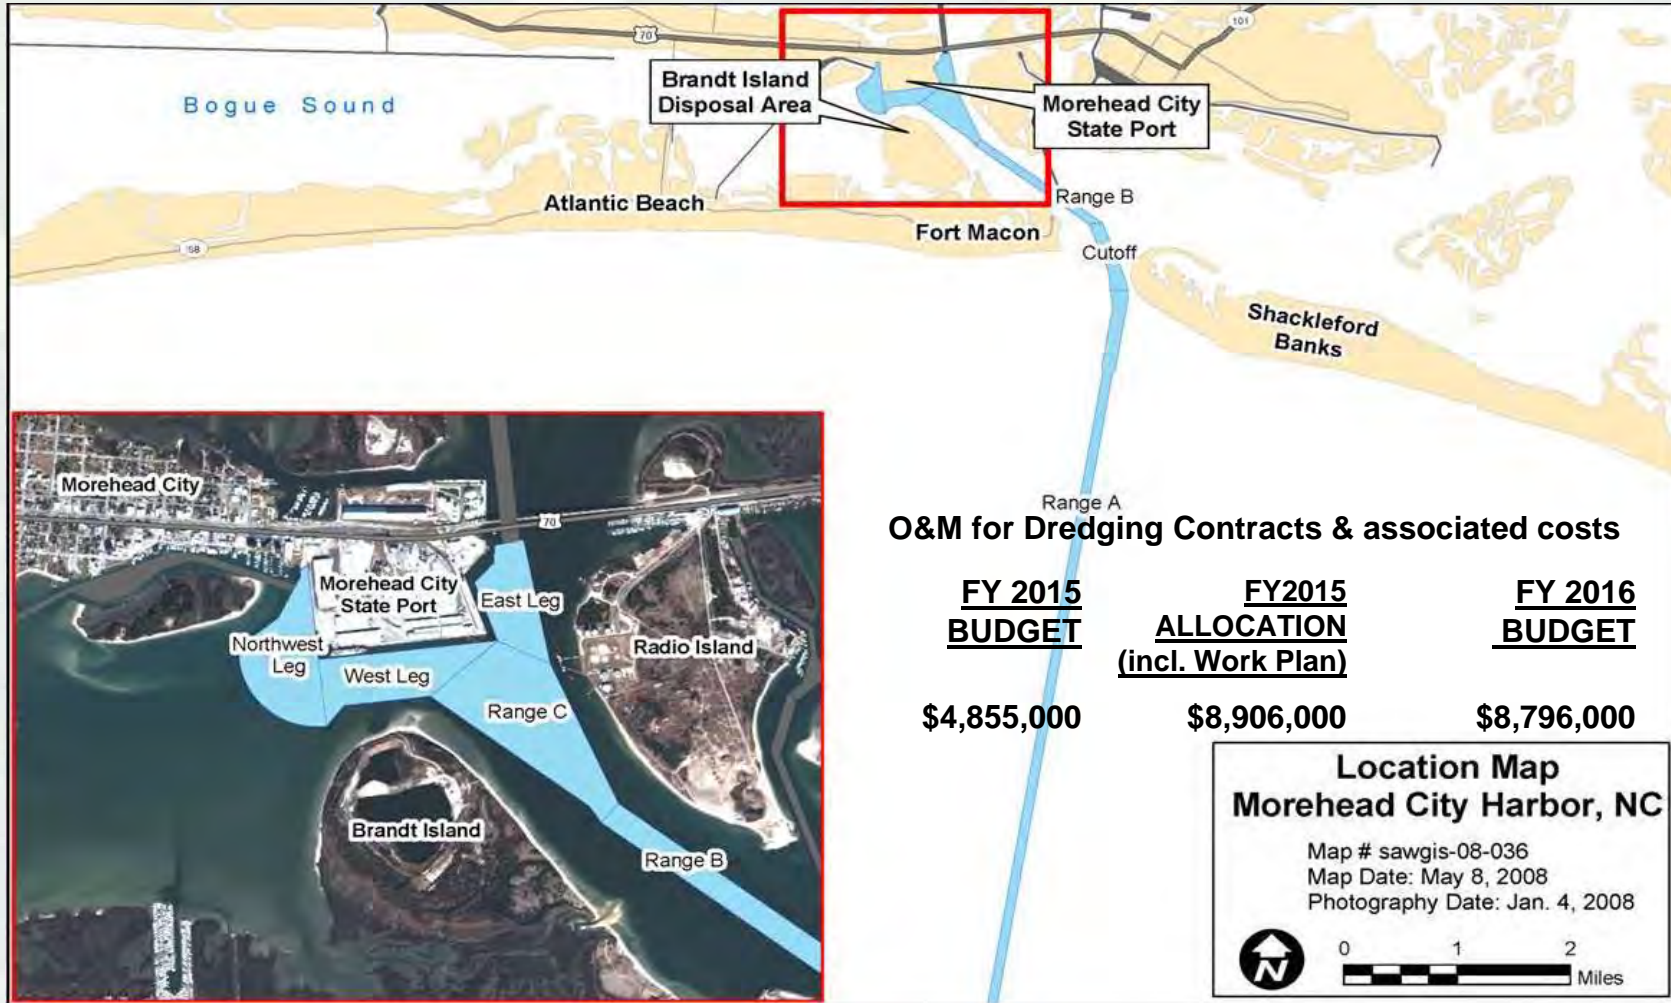 70
101
Bogue Sound
Brandt Island
Disposal Area
Morehead City
State Port
Atlantic Beach
Range B
Fort Macon
Cutoff
58
Shackleford
Banks
Range A
Morehead City
70
Morehead City
State Port
East Leg
Northwest
Leg
West Leg
Radio Island
Range C
Brandt Island
Range B
O&M for Dredging Contracts & associated costs
FY 2015
BUDGET
FY2015
ALLOCATION
(incl. Work Plan)
FY 2016
BUDGET
$4,855,000
$8,906,000
$8,796,000
Location Map
Morehead City Harbor, NC
Map # sawgis-08-036
Map Date: May 8, 2008
Photography Date: Jan. 4, 2008
N
0 1 2
Miles